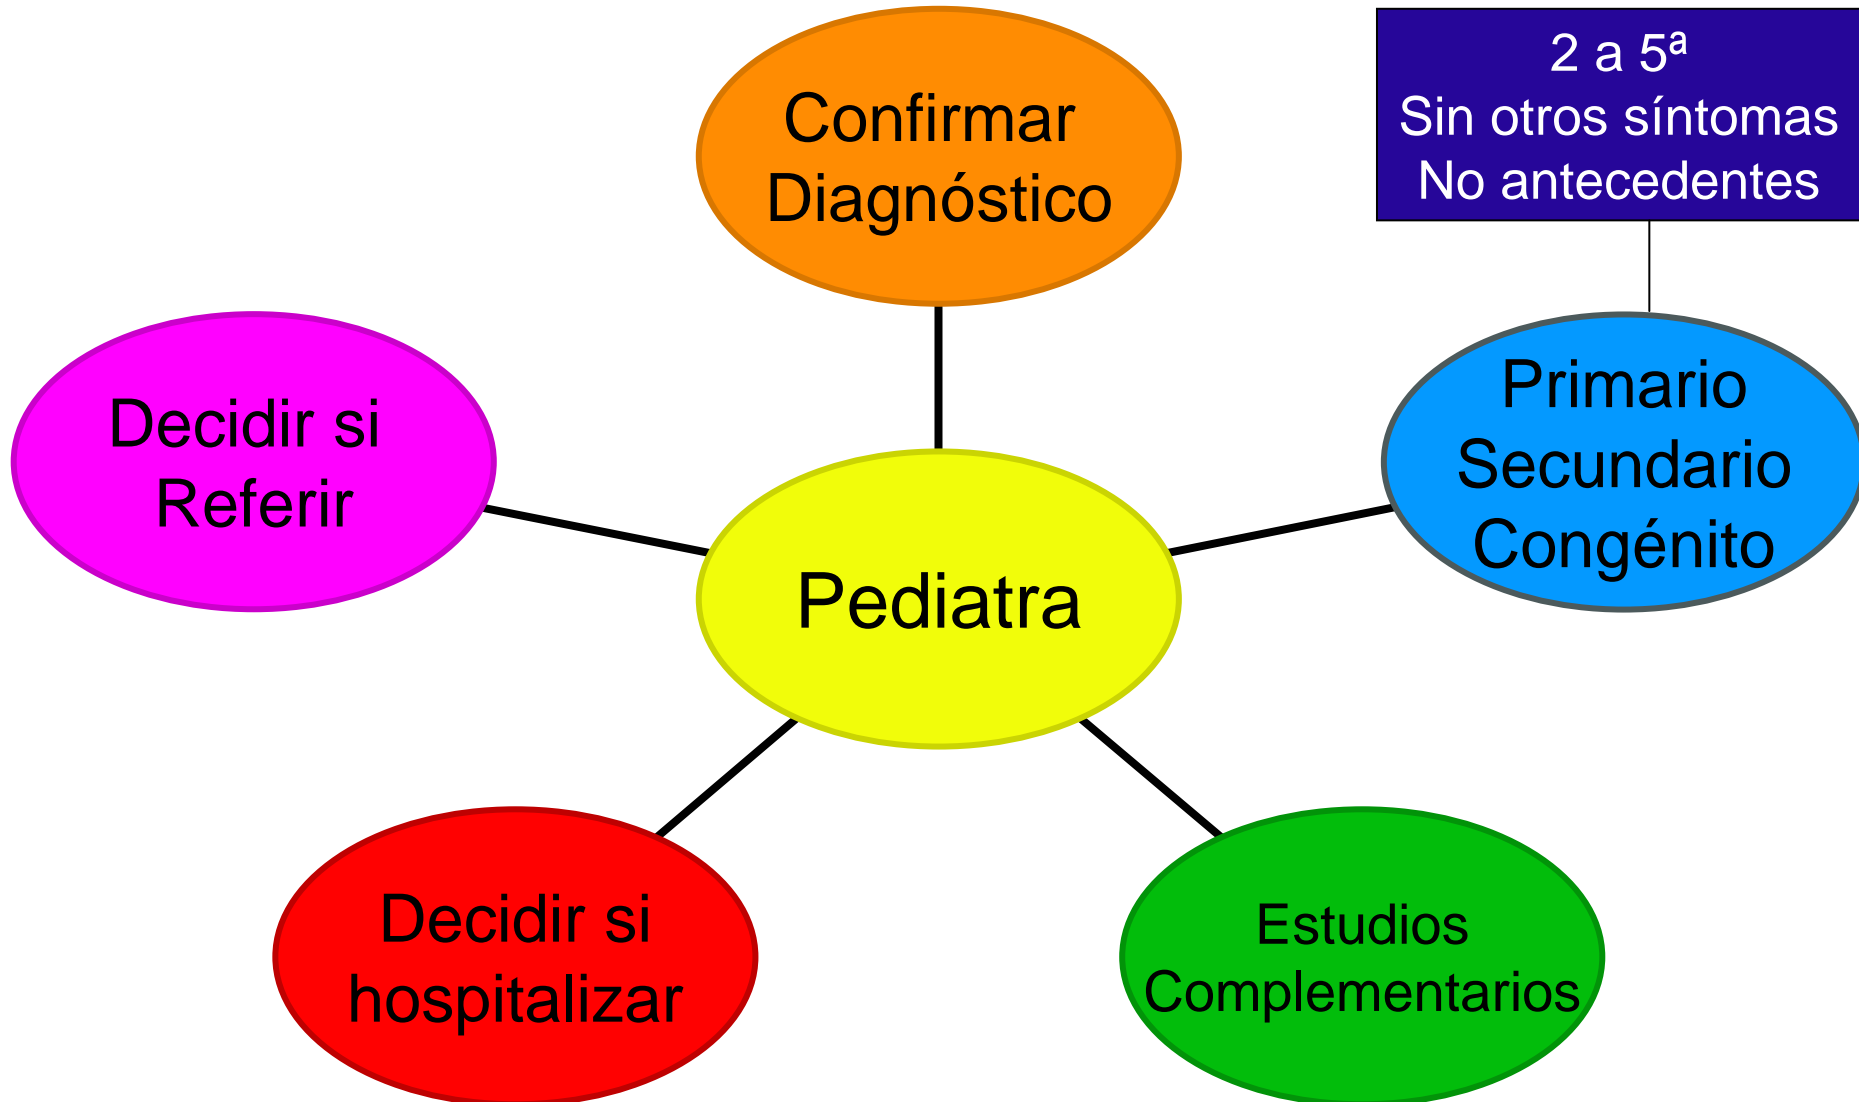 2 a 5ª
Sin otros síntomas
No antecedentes
Confirmar
Diagnóstico
Decidir si
Referir
Primario
Secundario
Congénito
Pediatra
Decidir si
hospitalizar
Estudios
Complementarios